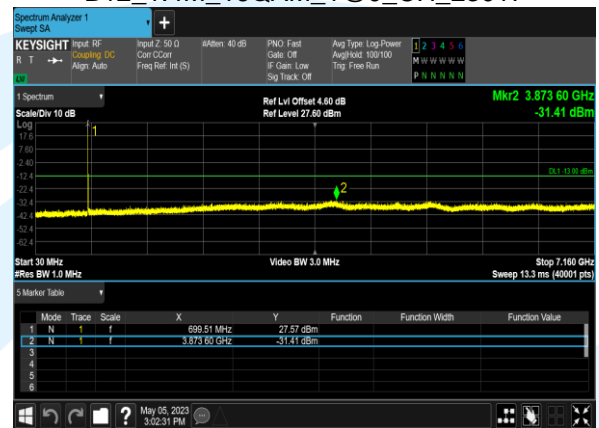 Spectrum Analyzer 1
Swept SA
+
KEYSIGHT
R T
LXI
Input: RF
Coupling: DC
Align: Auto
Input Z: 50 Ω
Corr CCorr
Freq Ref: Int (S)
#Atten: 40 dB
PNO: Fast
Gate: Off
IF Gain: Low
Sig Track: Off
Avg Type: Log-Power
Avg|Hold: 100/100
Trig: Free Run
1 2 3 4 5 6
M W W W W W
P N N N N N
1 Spectrum
Scale/Div 10 dB
Ref Lvl Offset 4.60 dB
Ref Level 27.60 dBm
Mkr2 3.873 60 GHz
-31.41 dBm
Log
17.6
7.60
-2.40
-12.4
-22.4
-32.4
-42.4
-52.4
-62.4
1
2
DL1 -13.00 dBm
Start 30 MHz
#Res BW 1.0 MHz
Video BW 3.0 MHz
Stop 7.160 GHz
Sweep 13.3 ms (40001 pts)
5 Marker Table
Mode Trace Scale X Y Function Function Width Function Value
1 N 1 f 699.51 MHz 27.57 dBm
2 N 1 f 3.873 60 GHz -31.41 dBm
3
4
5
6
?
May 05, 2023
3:02:31 PM